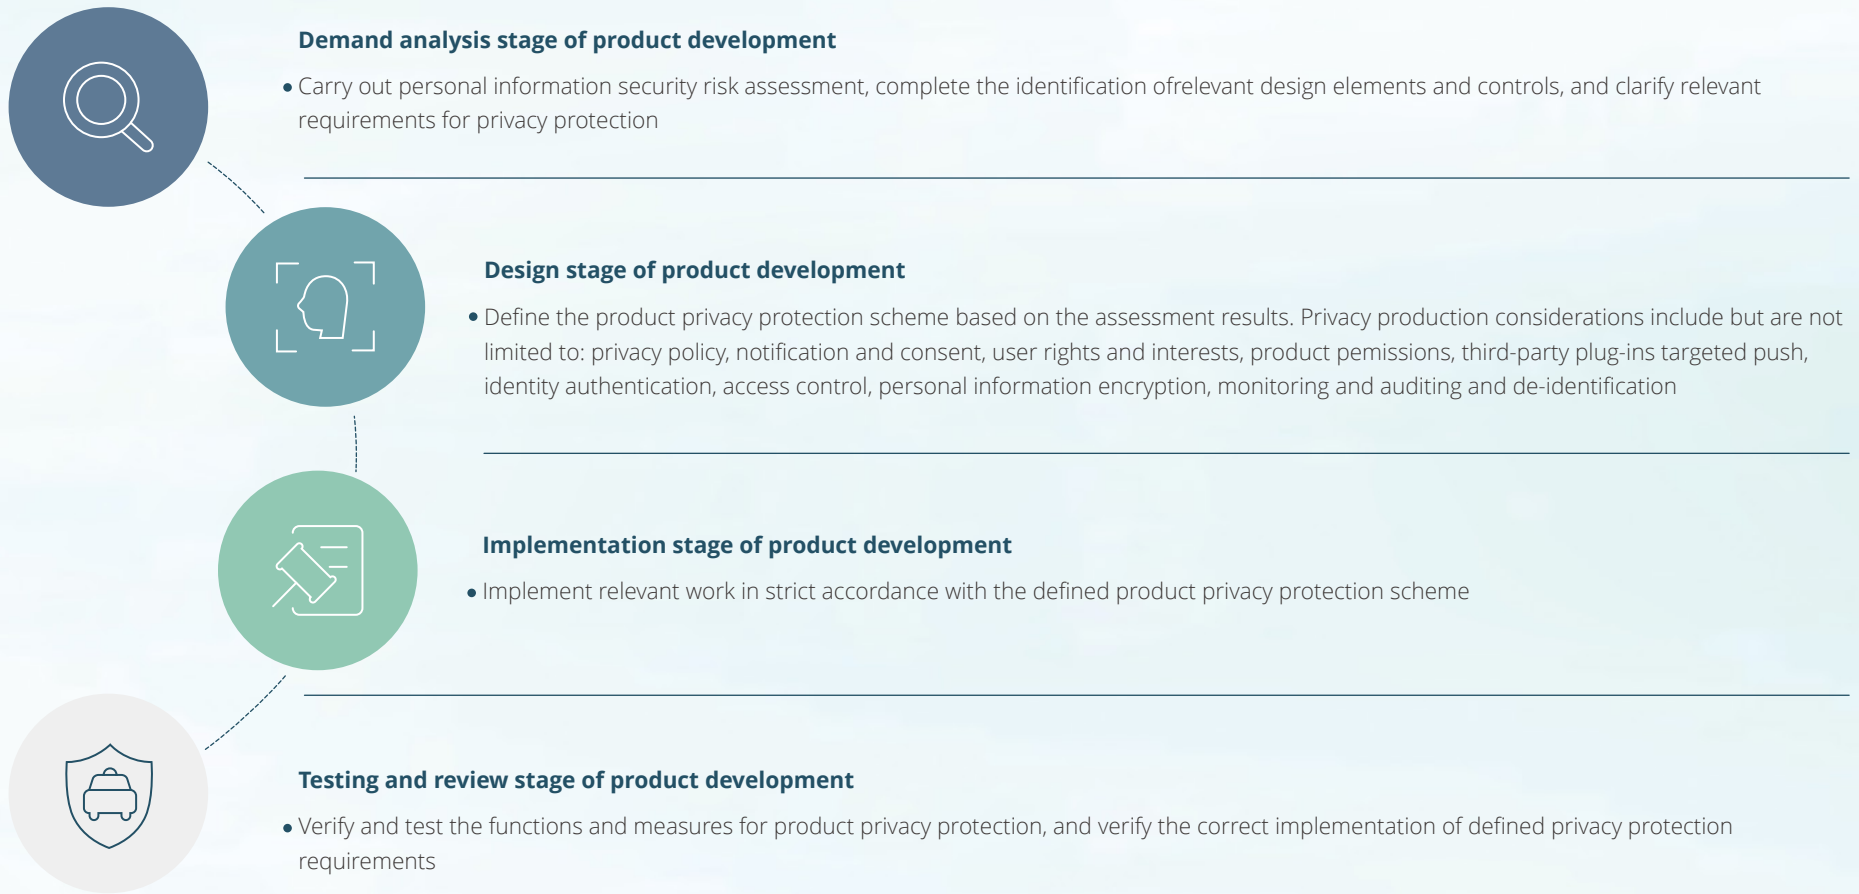 Demand analysis stage of product development
• Carry out personal information security risk assessment, complete the identification ofrelevant design elements and controls, and clarify relevant
requirements for privacy protection
Design stage of product development
• Define the product privacy protection scheme based on the assessment results. Privacy production considerations include but are not
limited to: privacy policy, notification and consent, user rights and interests, product pemissions, third-party plug-ins targeted push,
identity authentication, access control, personal information encryption, monitoring and auditing and de-identification
Implementation stage of product development
• Implement relevant work in strict accordance with the defined product privacy protection scheme
Testing and review stage of product development
• Verify and test the functions and measures for product privacy protection, and verify the correct implementation of defined privacy protection
requirements